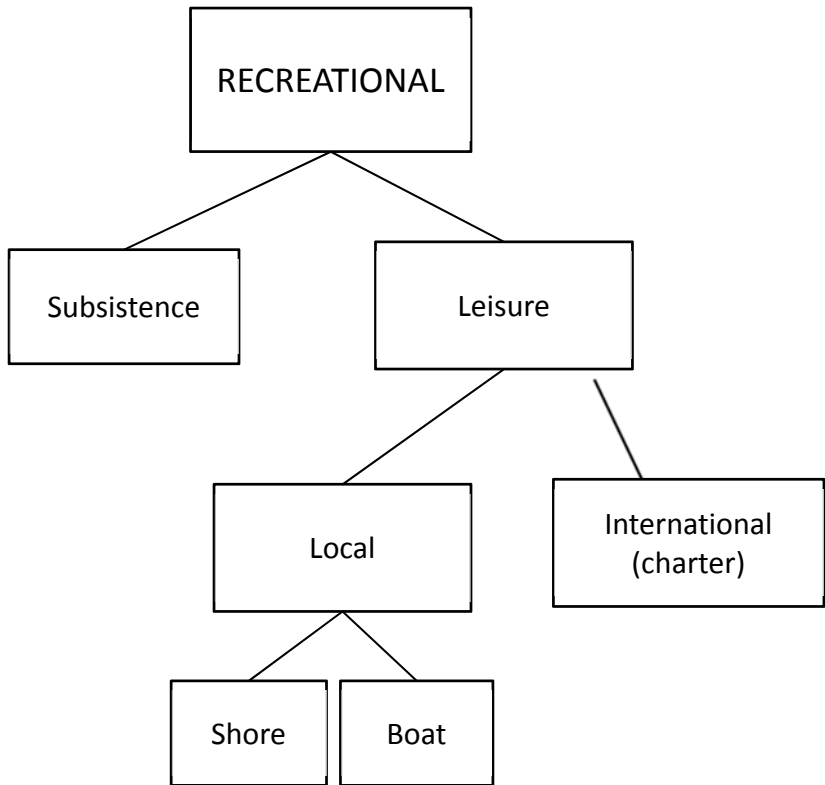 RECREATIONAL
Subsistence
Leisure
Local
International
(charter)
Shore
Boat